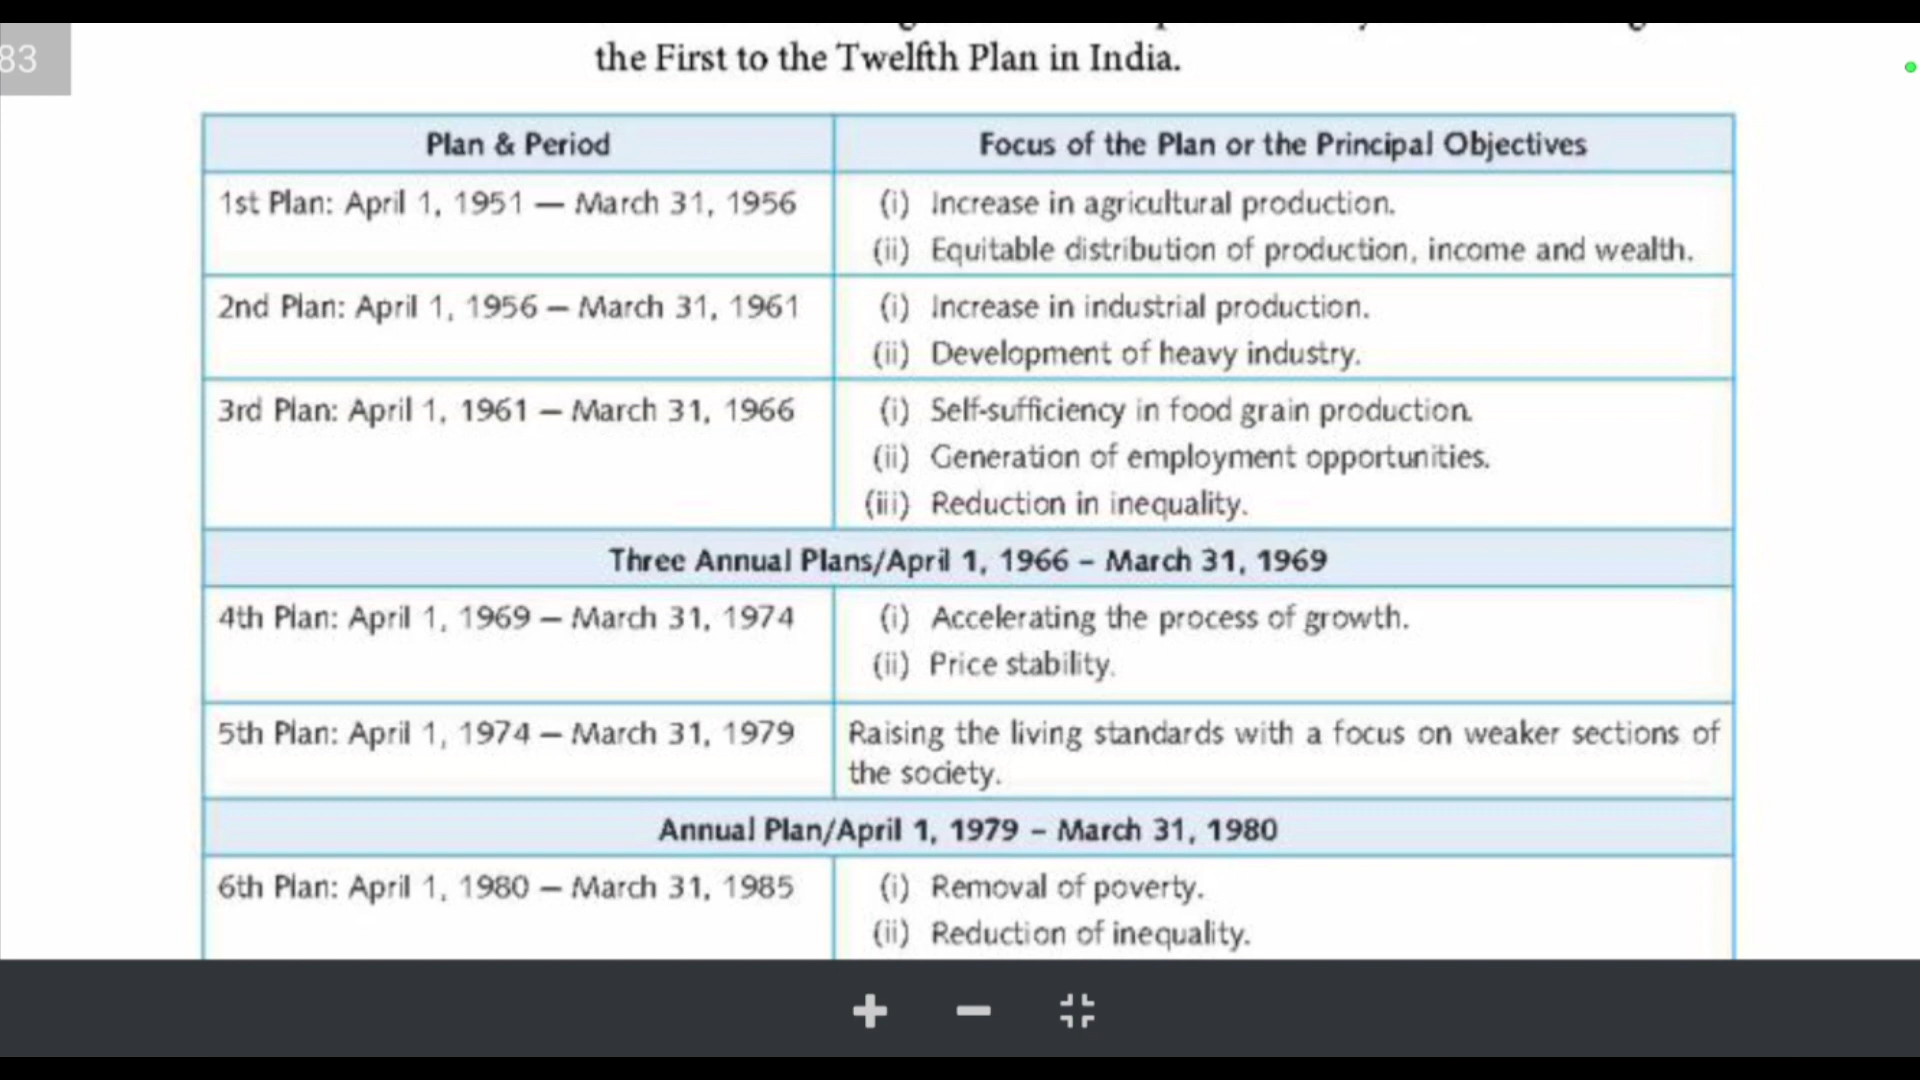 83
the First to the Twelfth Plan in India.
Plan & Period
Focus of the Plan or the Principal Objectives
1st Plan: April 1, 1951 — March 31, 1956
(i) Increase in agricultural production.
(ii) Equitable distribution of production, income and wealth.
2nd Plan: April 1, 1956 – March 31, 1961
(i) Increase in industrial production.
(ii) Development of heavy industry.
3rd Plan: April 1, 1961 – March 31, 1966
(i) Self-sufficiency in food grain production.
(ii) Generation of employment opportunities.
(iii) Reduction in inequality.
Three Annual Plans/April 1, 1966 – March 31, 1969
4th Plan: April 1, 1969 – March 31, 1974
(i) Accelerating the process of growth.
(ii) Price stability.
5th Plan: April 1, 1974 – March 31, 1979
Raising the living standards with a focus on weaker sections of
the society.
Annual Plan/April 1, 1979 – March 31, 1980
6th Plan: April 1, 1980 – March 31, 1985
(i) Removal of poverty.
(ii) Reduction of inequality.